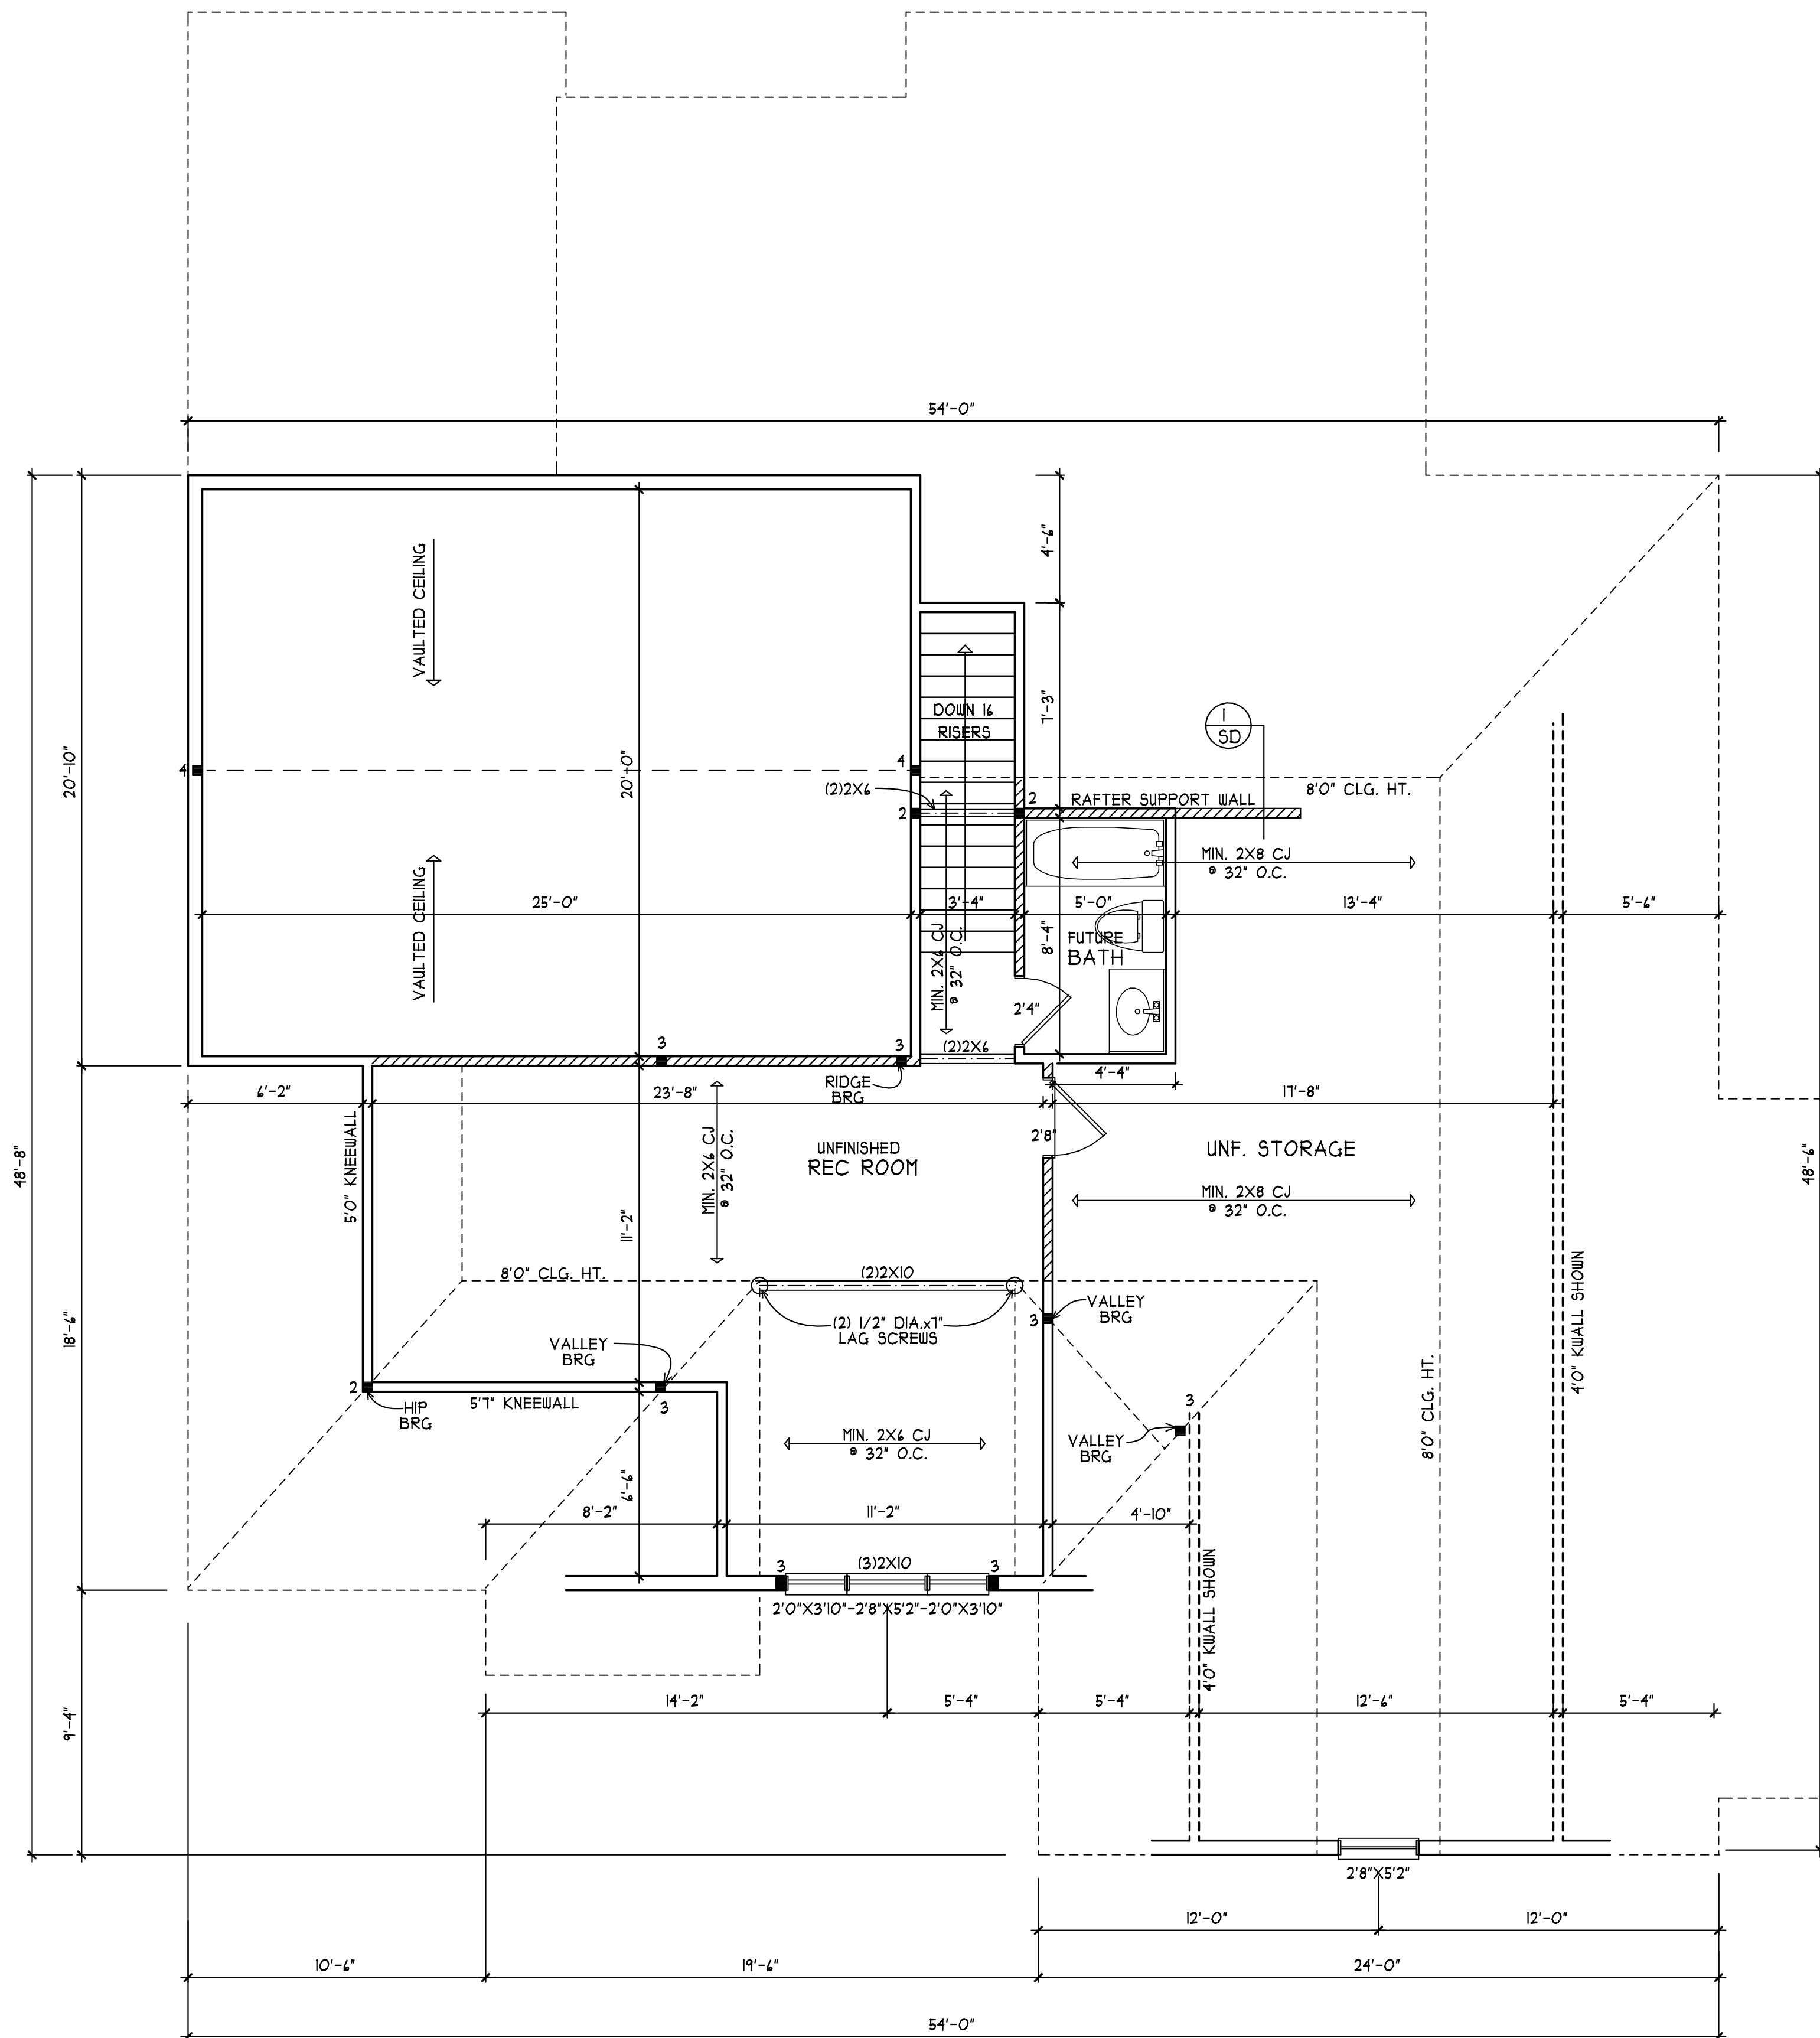 54'-0"
4'-6"
VAULTED CEILING
7'-3"
DOWN 16
RISERS
1
SD
20'-10"
20'-0"
4
4
(2)2X6
2
2
RAFTER SUPPORT WALL
8'0" CLG. HT.
MIN. 2X8 CJ
@ 32" O.C.
25'-0"
3'-4"
5'-0"
13'-4"
5'-6"
VAULTED CEILING
MIN. 2X6 CJ
@ 32" O.C.
8'-4"
FUTURE
BATH
2'4"
3
3
(2)2X6
RIDGE
BRG
4'-4"
6'-2"
23'-8"
17'-8"
48'-8"
5'0" KNEEWALL
MIN. 2X6 CJ
@ 32" O.C.
UNFINISHED
REC ROOM
2'8"
UNF. STORAGE
48'-6"
MIN. 2X8 CJ
@ 32" O.C.
11'-2"
8'0" CLG. HT.
(2)2X10
VALLEY
BRG
3
(2) 1/2" DIA.x7"
LAG SCREWS
18'-6"
VALLEY
BRG
4'0" KWALL SHOWN
2
HIP
BRG
5'7" KNEEWALL
3
3
8'0" CLG. HT.
MIN. 2X6 CJ
@ 32" O.C.
VALLEY
BRG
6'-6"
8'-2"
11'-2"
4'-10"
3
(3)2X10
3
2'0"X3'10"-2'8"X5'2"-2'0"X3'10"
4'0" KWALL SHOWN
9'-4"
14'-2"
5'-4"
5'-4"
12'-6"
5'-4"
2'8"X5'2"
12'-0"
12'-0"
10'-6"
19'-6"
24'-0"
54'-0"